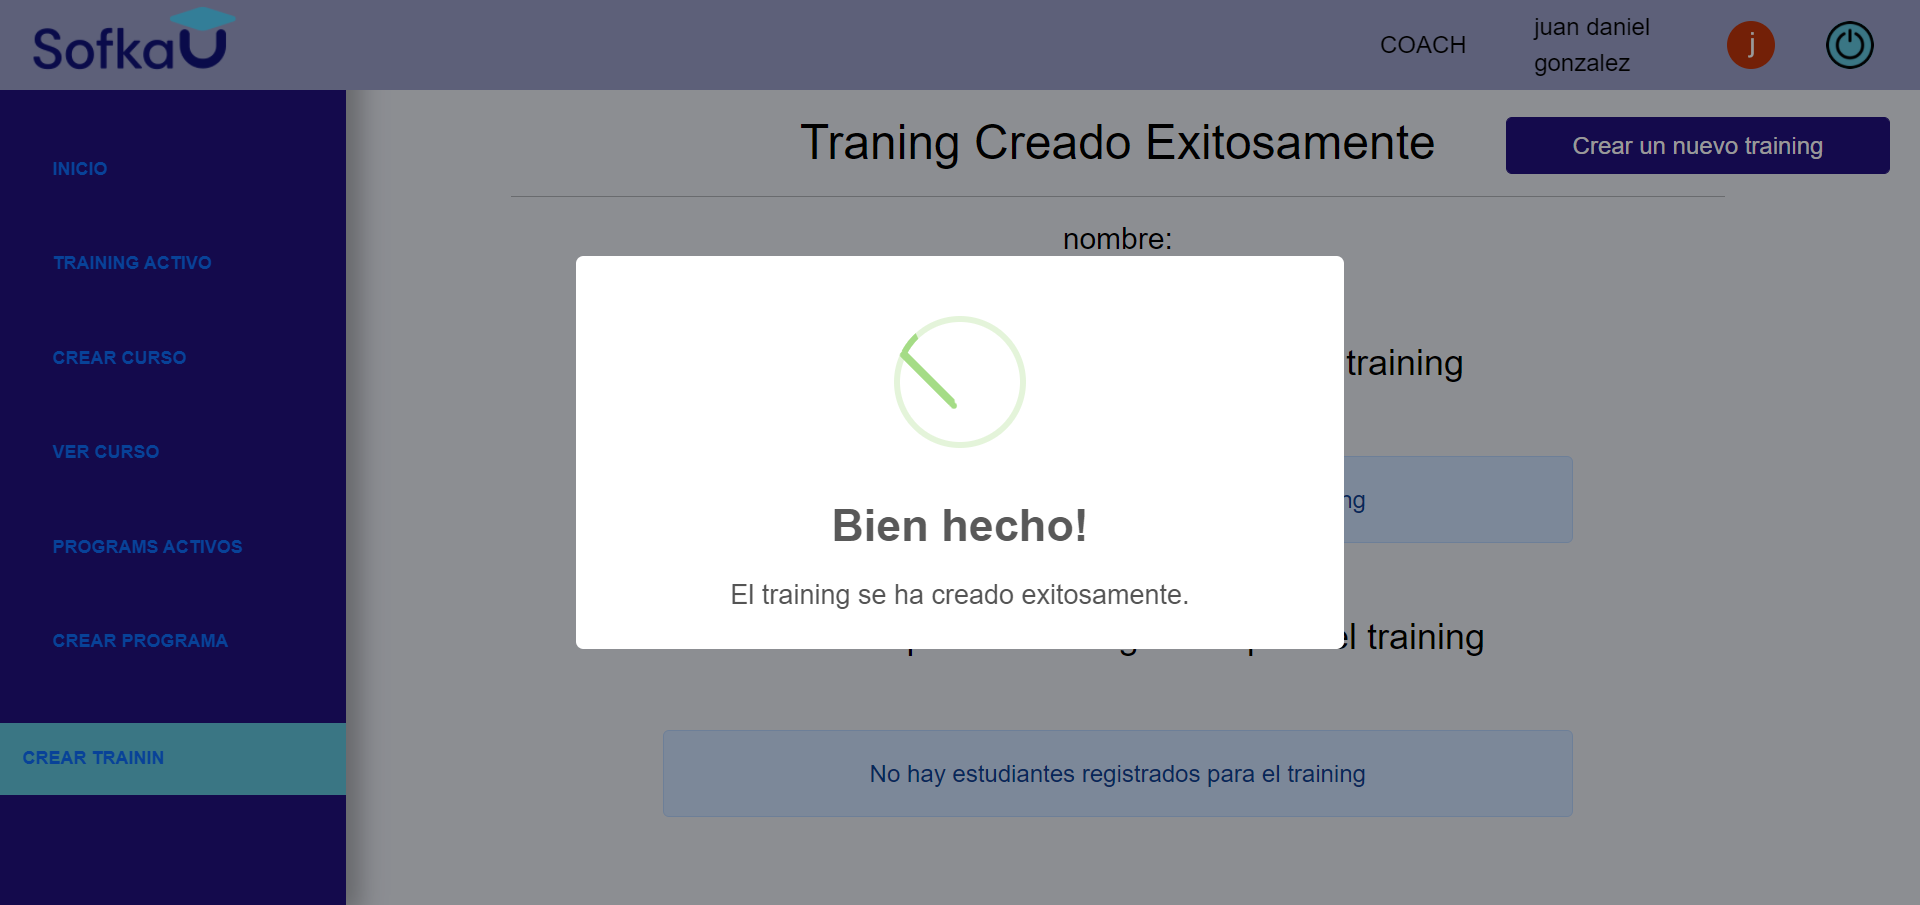 SofkaU
COACH
juan daniel
gonzalez
j
INICIO
TRAINING ACTIVO
CREAR CURSO
VER CURSO
PROGRAMS ACTIVOS
CREAR PROGRAMA
CREAR TRAININ
Traning Creado Exitosamente
Crear un nuevo training
nombre:
training
Bien hecho!
El training se ha creado exitosamente.
el training
No hay estudiantes registrados para el training